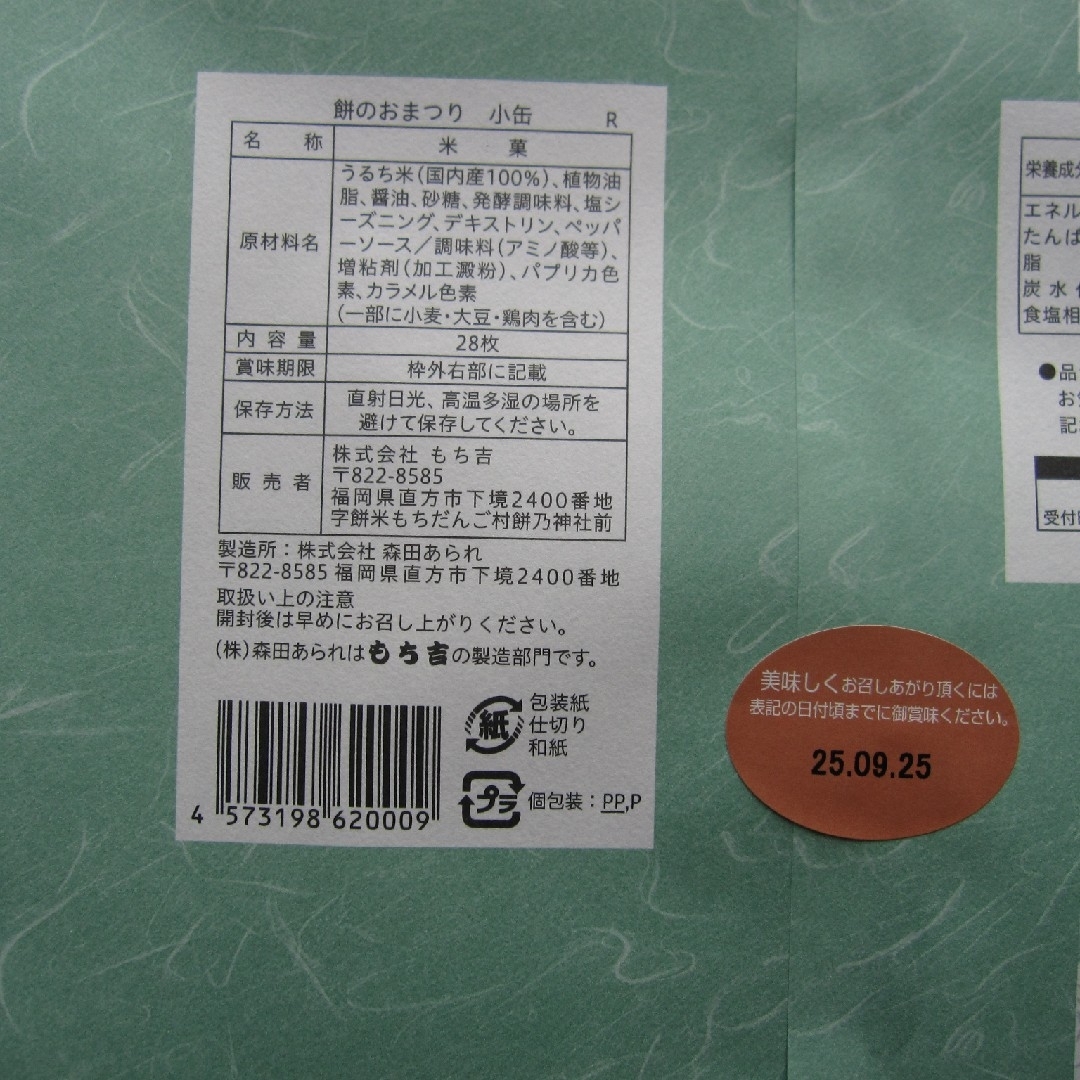 餅のおまつり 小缶 R
名 称 米 菓
原材料名
うるち米(国内産100%)、植物油
脂、醤油、砂糖、発酵調味料、塩シ
ーズニング、デキストリン、ペッパ
ーソース/調味料(アミノ酸等)、
増粘剤(加工澱粉)、パプリカ色
素、カラメル色素
(一部に小麦・大豆・鶏肉を含む)
内 容 量 28枚
賞味期限 枠外右部に記載
保存方法
直射日光、高温多湿の場所を
避けて保存してください。
販 売 者
株式会社 もち吉
〒822-8585
福岡県直方市下境2400番地
字餅米もちだんご村餅乃神社前
製造所:株式会社 森田あられ
〒822-8585 福岡県直方市下境2400番地
取扱い上の注意
開封後は早めにお召し上がりください。
(株)森田あられはもち吉の製造部門です。
4 573198 620009
紙
包装紙
仕切り
和紙
プラ 個包装:PP,P
美味しくお召しあがり頂くには
表記の日付頃までに御賞味ください。
25.09.25
栄養成分
エネル
たんぱ
脂
炭 水
食塩相
●品
お
記
受付